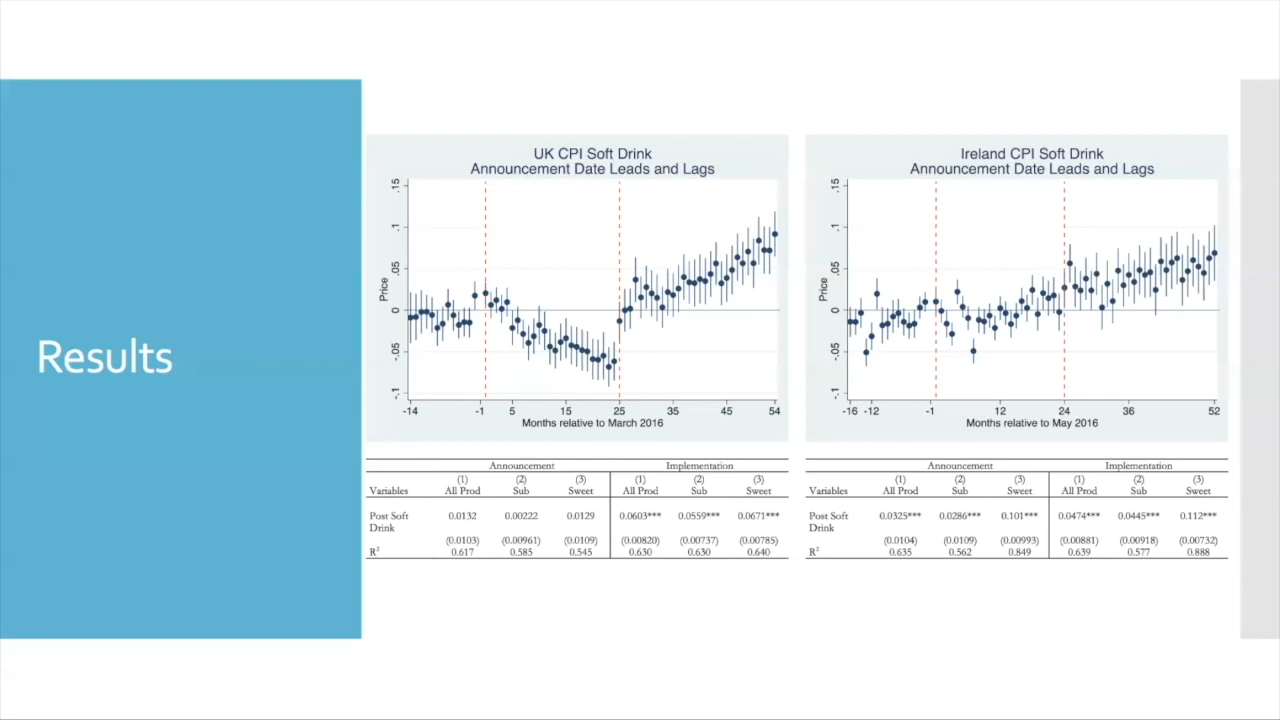 Results
UK CPI Soft Drink
Announcement Date Leads and Lags
Price
.15
.1
.05
0
-.05
-.1
-14 -1 5 15 25 35 45 54
Months relative to March 2016
Ireland CPI Soft Drink
Announcement Date Leads and Lags
Price
.15
.1
.05
0
-.05
-.1
-16 -12 -1 12 24 36 52
Months relative to May 2016
Announcement Implementation
(1) (2) (3) (1) (2) (3)
Variables All Prod Sub Sweet All Prod Sub Sweet
Post Soft 0.0132 0.00222 0.0129 0.0603*** 0.0559*** 0.0671***
Drink
(0.0103) (0.00961) (0.0109) (0.00820) (0.00737) (0.00785)
R2 0.617 0.585 0.545 0.630 0.630 0.640
Announcement Implementation
(1) (2) (3) (1) (2) (3)
Variables All Prod Sub Sweet All Prod Sub Sweet
Post Soft 0.0325*** 0.0286*** 0.101*** 0.0474*** 0.0445*** 0.112***
Drink
(0.0104) (0.0109) (0.00993) (0.00881) (0.00918) (0.00732)
R2 0.635 0.562 0.849 0.639 0.577 0.888